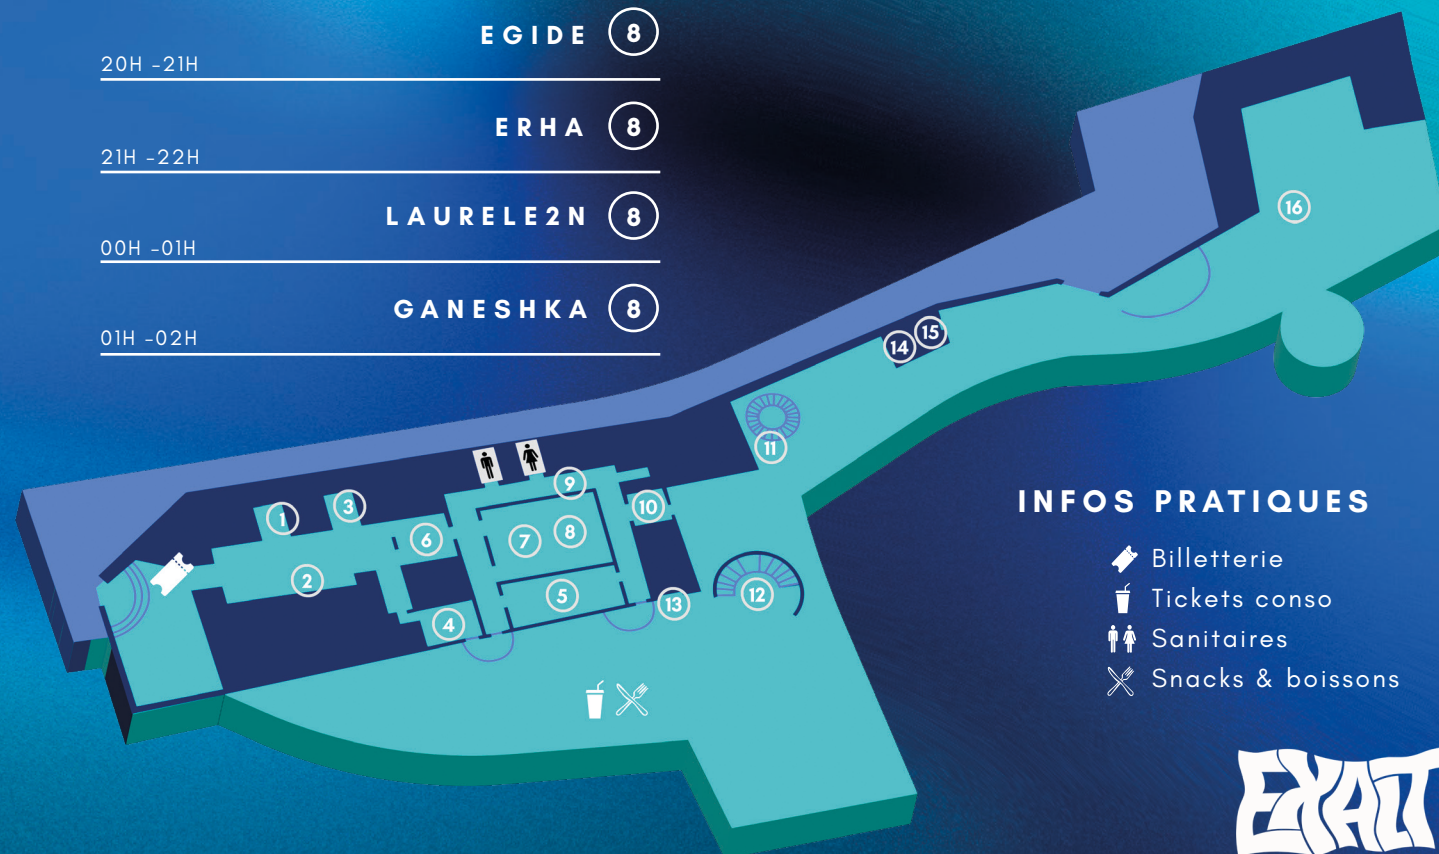 EGIDE 8
20H -21H
ERHA 8
21H -22H
LAURELE2N 8
00H -01H
GANESHKA 8
01H -02H
16
15
14
11
9
10
3
1
6
7
8
2
5
13
12
4
INFOS PRATIQUES
Billetterie
Tickets conso
Sanitaires
Snacks & boissons
EXALT